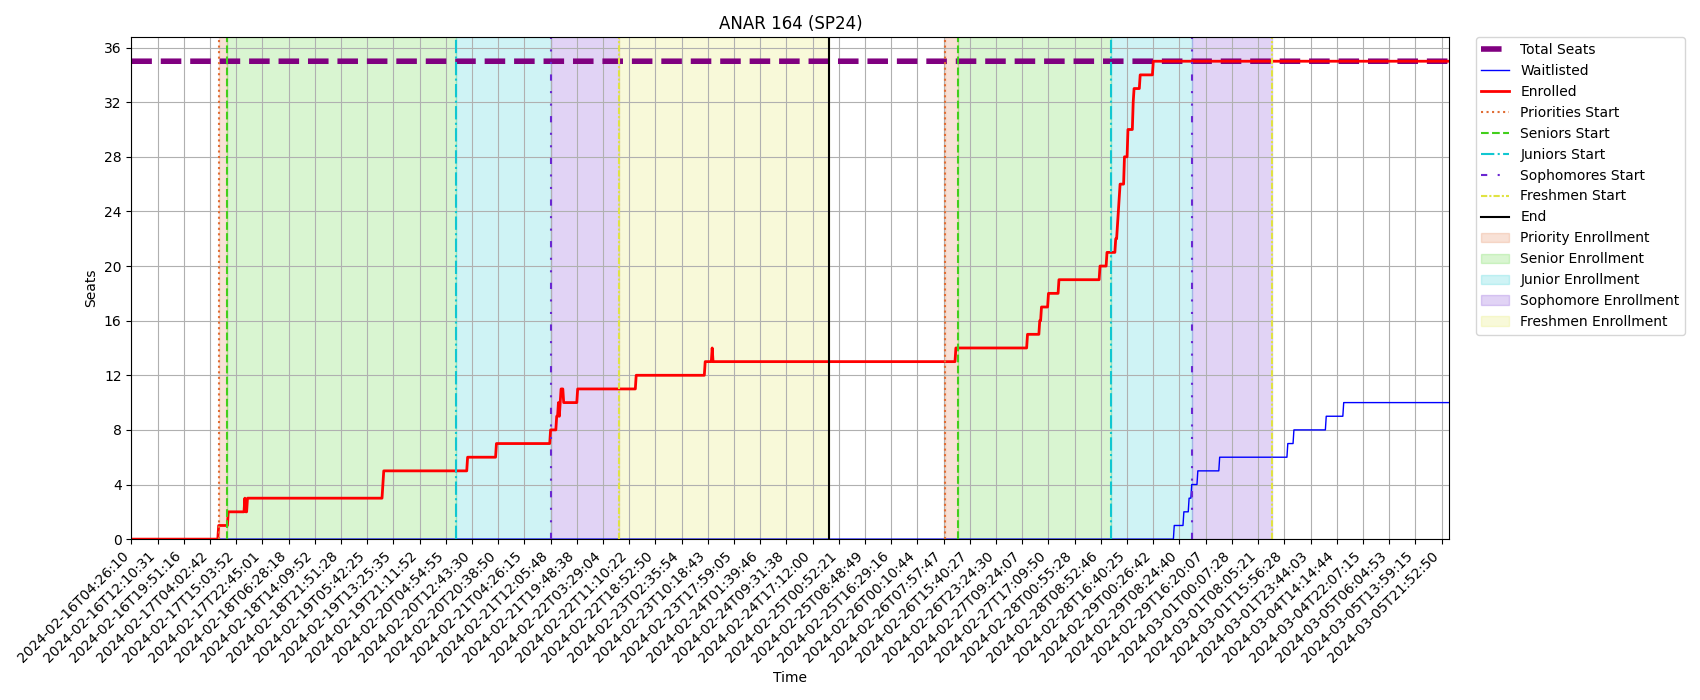 ANAR 164 (SP24)
36
32
28
24
20
16
12
8
4
0
Seats
2024-02-16T04:26:10
2024-02-16T12:10:31
2024-02-16T19:51:16
2024-02-17T04:02:42
2024-02-17T15:03:52
2024-02-17T22:45:01
2024-02-18T06:28:18
2024-02-18T14:09:52
2024-02-18T21:51:28
2024-02-19T05:42:25
2024-02-19T13:25:35
2024-02-19T21:11:52
2024-02-20T04:54:55
2024-02-20T12:43:30
2024-02-20T20:38:50
2024-02-21T04:26:15
2024-02-21T12:05:48
2024-02-21T19:48:38
2024-02-22T03:29:04
2024-02-22T11:10:22
2024-02-22T18:52:50
2024-02-23T02:35:54
2024-02-23T10:18:43
2024-02-23T17:59:05
2024-02-24T01:39:46
2024-02-24T09:31:38
2024-02-24T17:12:00
2024-02-25T00:52:21
2024-02-25T08:48:49
2024-02-25T16:29:16
2024-02-26T00:10:44
2024-02-26T07:57:47
2024-02-26T15:40:27
2024-02-26T23:24:30
2024-02-27T09:24:07
2024-02-27T17:09:50
2024-02-28T00:55:28
2024-02-28T08:52:46
2024-02-28T16:40:25
2024-02-29T00:26:42
2024-02-29T08:24:40
2024-02-29T16:20:07
2024-03-01T00:07:28
2024-03-01T08:05:21
2024-03-01T15:56:28
2024-03-03T23:44:03
2024-03-04T14:14:44
2024-03-04T22:07:15
2024-03-05T06:04:53
2024-03-05T13:59:15
2024-03-05T21:52:50
Time
Total Seats
Waitlisted
Enrolled
Priorities Start
Seniors Start
Juniors Start
Sophomores Start
Freshmen Start
End
Priority Enrollment
Senior Enrollment
Junior Enrollment
Sophomore Enrollment
Freshmen Enrollment